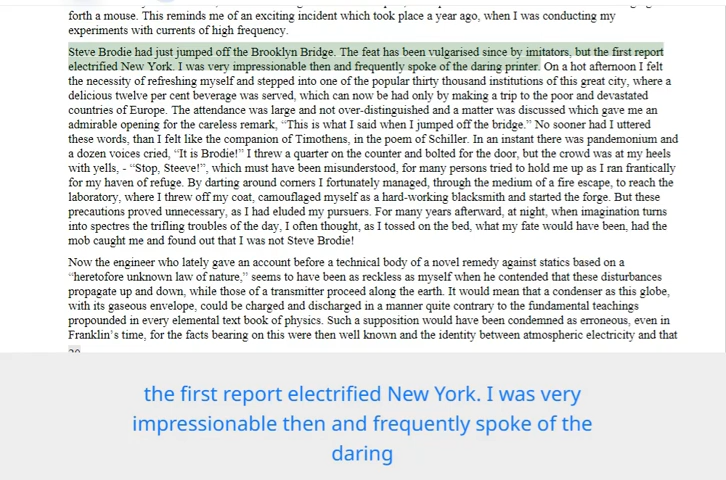 forth a mouse. This reminds me of an exciting incident which took place a year ago, when I was conducting my
experiments with currents of high frequency.
Steve Brodie had just jumped off the Brooklyn Bridge. The feat has been vulgarised since by imitators, but the first report
electrified New York. I was very impressionable then and frequently spoke of the daring printer. On a hot afternoon I felt
the necessity of refreshing myself and stepped into one of the popular thirty thousand institutions of this great city, where a
delicious twelve per cent beverage was served, which can now be had only by making a trip to the poor and devastated
countries of Europe. The attendance was large and not over-distinguished and a matter was discussed which gave me an
admirable opening for the careless remark, “This is what I said when I jumped off the bridge.” No sooner had I uttered
these words, than I felt like the companion of Timothens, in the poem of Schiller. In an instant there was pandemonium and
a dozen voices cried, “It is Brodie!” I threw a quarter on the counter and bolted for the door, but the crowd was at my heels
with yells, - “Stop, Steeve!”, which must have been misunderstood, for many persons tried to hold me up as I ran frantically
for my haven of refuge. By darting around corners I fortunately managed, through the medium of a fire escape, to reach the
laboratory, where I threw off my coat, camouflaged myself as a hard-working blacksmith and started the forge. But these
precautions proved unnecessary, as I had eluded my pursuers. For many years afterward, at night, when imagination turns
into spectres the trifling troubles of the day, I often thought, as I tossed on the bed, what my fate would have been, had the
mob caught me and found out that I was not Steve Brodie!
Now the engineer who lately gave an account before a technical body of a novel remedy against statics based on a
“heretofore unknown law of nature,” seems to have been as reckless as myself when he contended that these disturbances
propagate up and down, while those of a transmitter proceed along the earth. It would mean that a condenser as this globe,
with its gaseous envelope, could be charged and discharged in a manner quite contrary to the fundamental teachings
propounded in every elemental text book of physics. Such a supposition would have been condemned as erroneous, even in
Franklin’s time, for the facts bearing on this were then well known and the identity between atmospheric electricity and that
the first report electrified New York. I was very
impressionable then and frequently spoke of the
daring